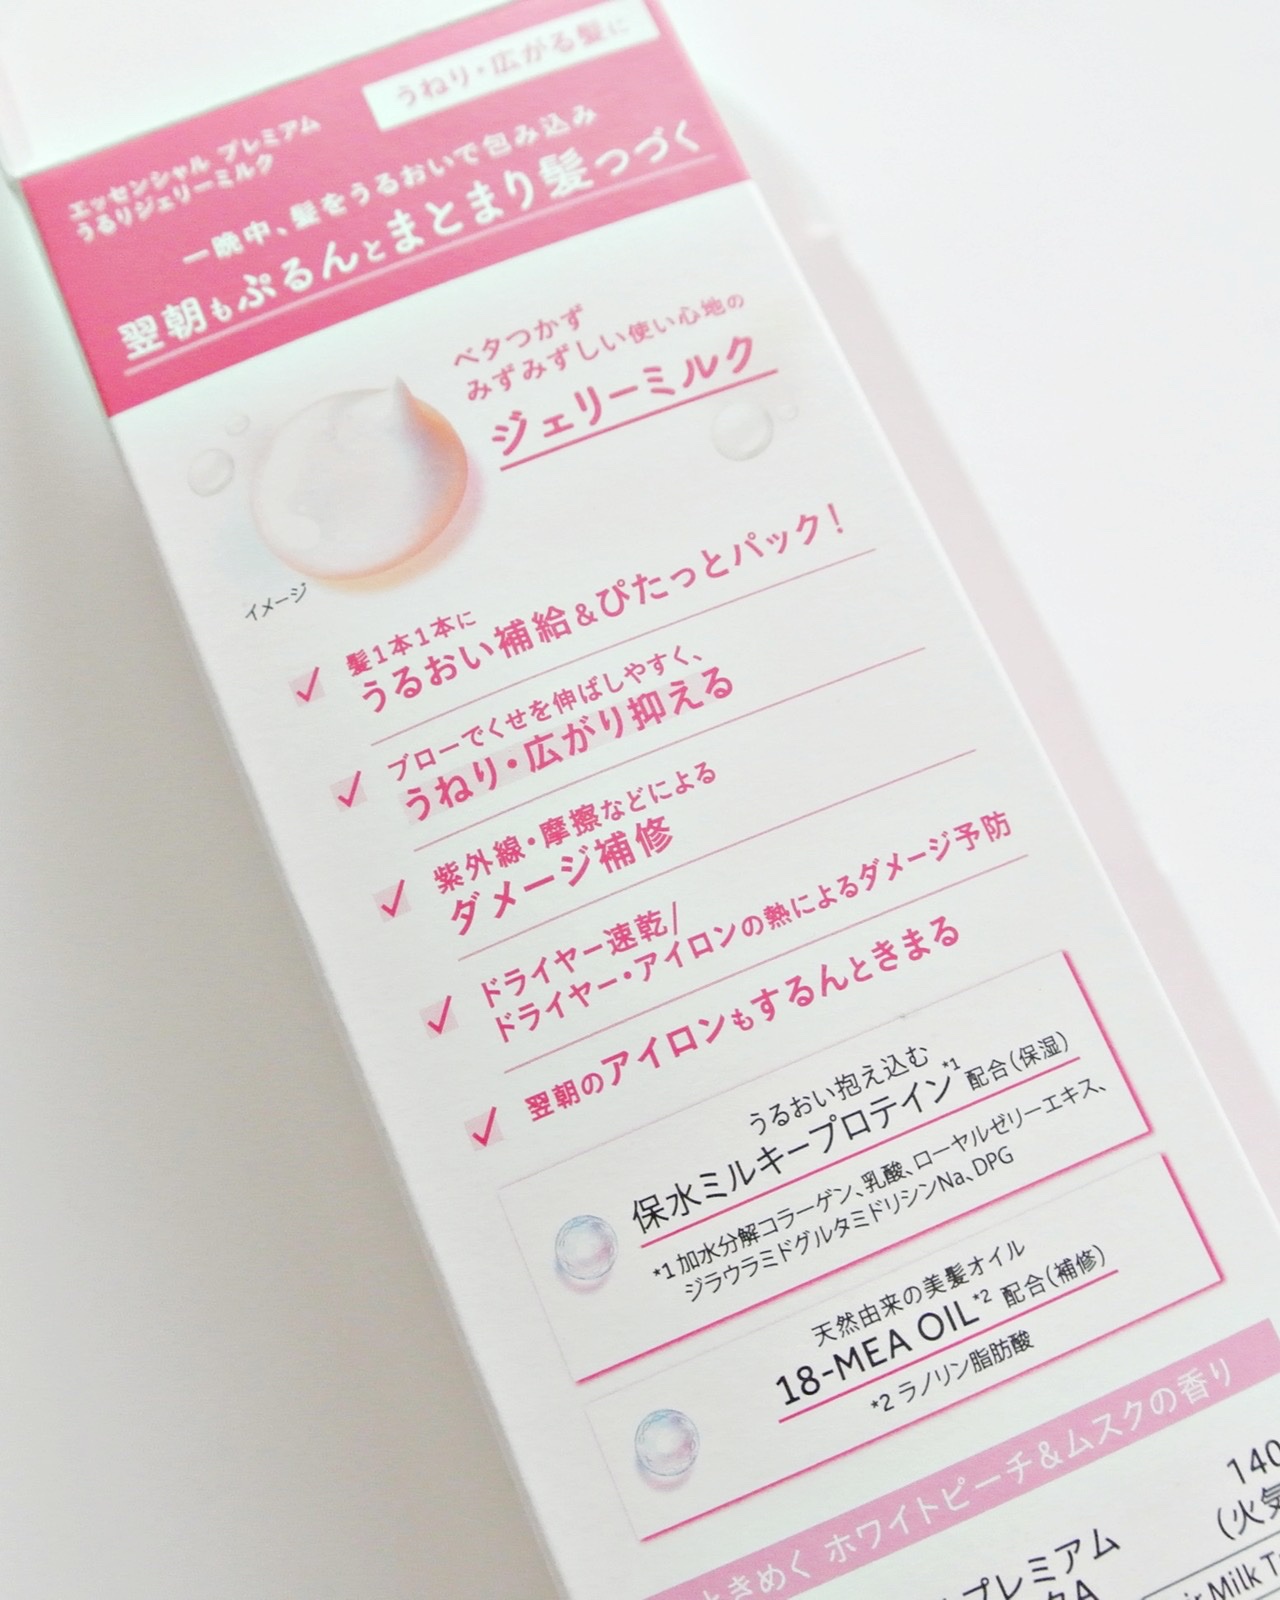 うねり・広がる髪に
エッセンシャル プレミアム
うるりジェリーミルク
一晩中、髪をうるおいで包み込み
翌朝もぷるんとまとまり髪つづく
ベタつかず
みずみずしい使い心地の
ジェリーミルク
イメージ
髪1本1本に
うるおい補給&ぴたっとパック!
ブローでくせを伸ばしやすく、
うねり・広がり抑える
紫外線・摩擦などによる
ダメージ補修
ドライヤー速乾/
ドライヤー・アイロンの熱によるダメージ予防
翌朝のアイロンもするんときまる
うるおい抱え込む
保水ミルキープロテイン*1 配合(保湿)
*1 加水分解コラーゲン、乳酸、ローヤルゼリーエキス、
ジラウラミドグルタミドリシンNa、DPG
天然由来の美髪オイル
18-MEA OIL*2 配合(補修)
*2 ラノリン脂肪酸
ときめく ホワイトピーチ&ムスクの香り
140
(火気
プレミアム
Milk